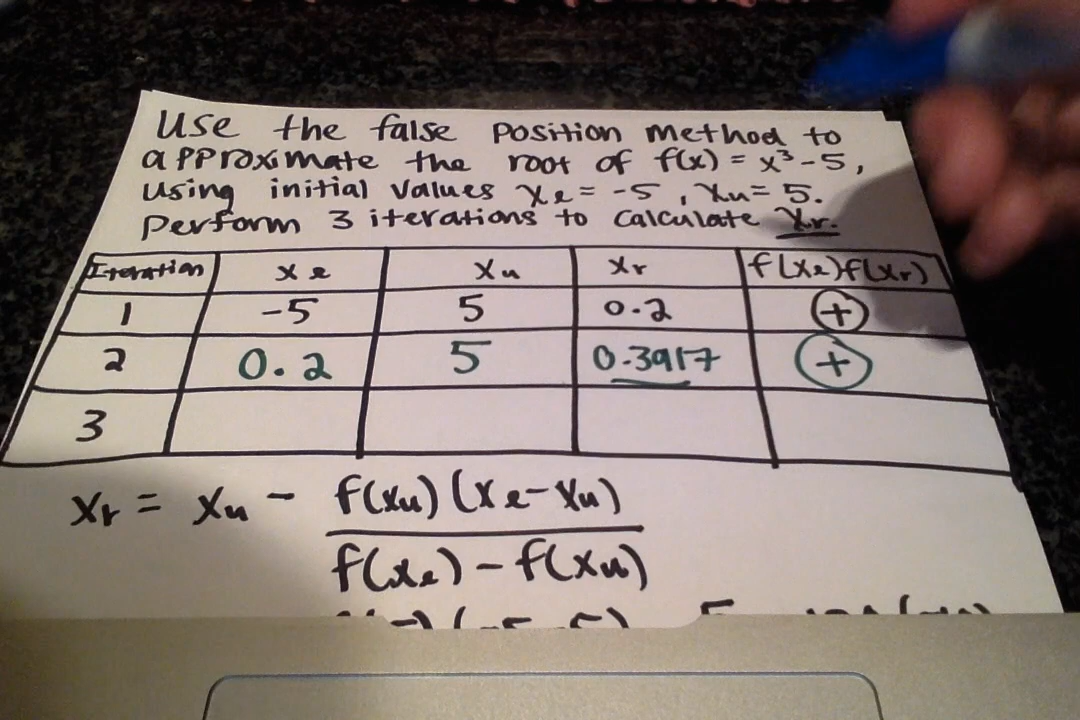 Use the false position method to
approximate the root of f(x) = x³ - 5,
using initial values xℓ = -5, xu = 5.
Perform 3 iterations to calculate xr.
Iteration xℓ xu xr f(xℓ)f(xr)
1 -5 5 0.2 +
2 0.2 5 0.3917 +
3
xr = xu - f(xu)(xℓ-xu)
f(xℓ)-f(xu)